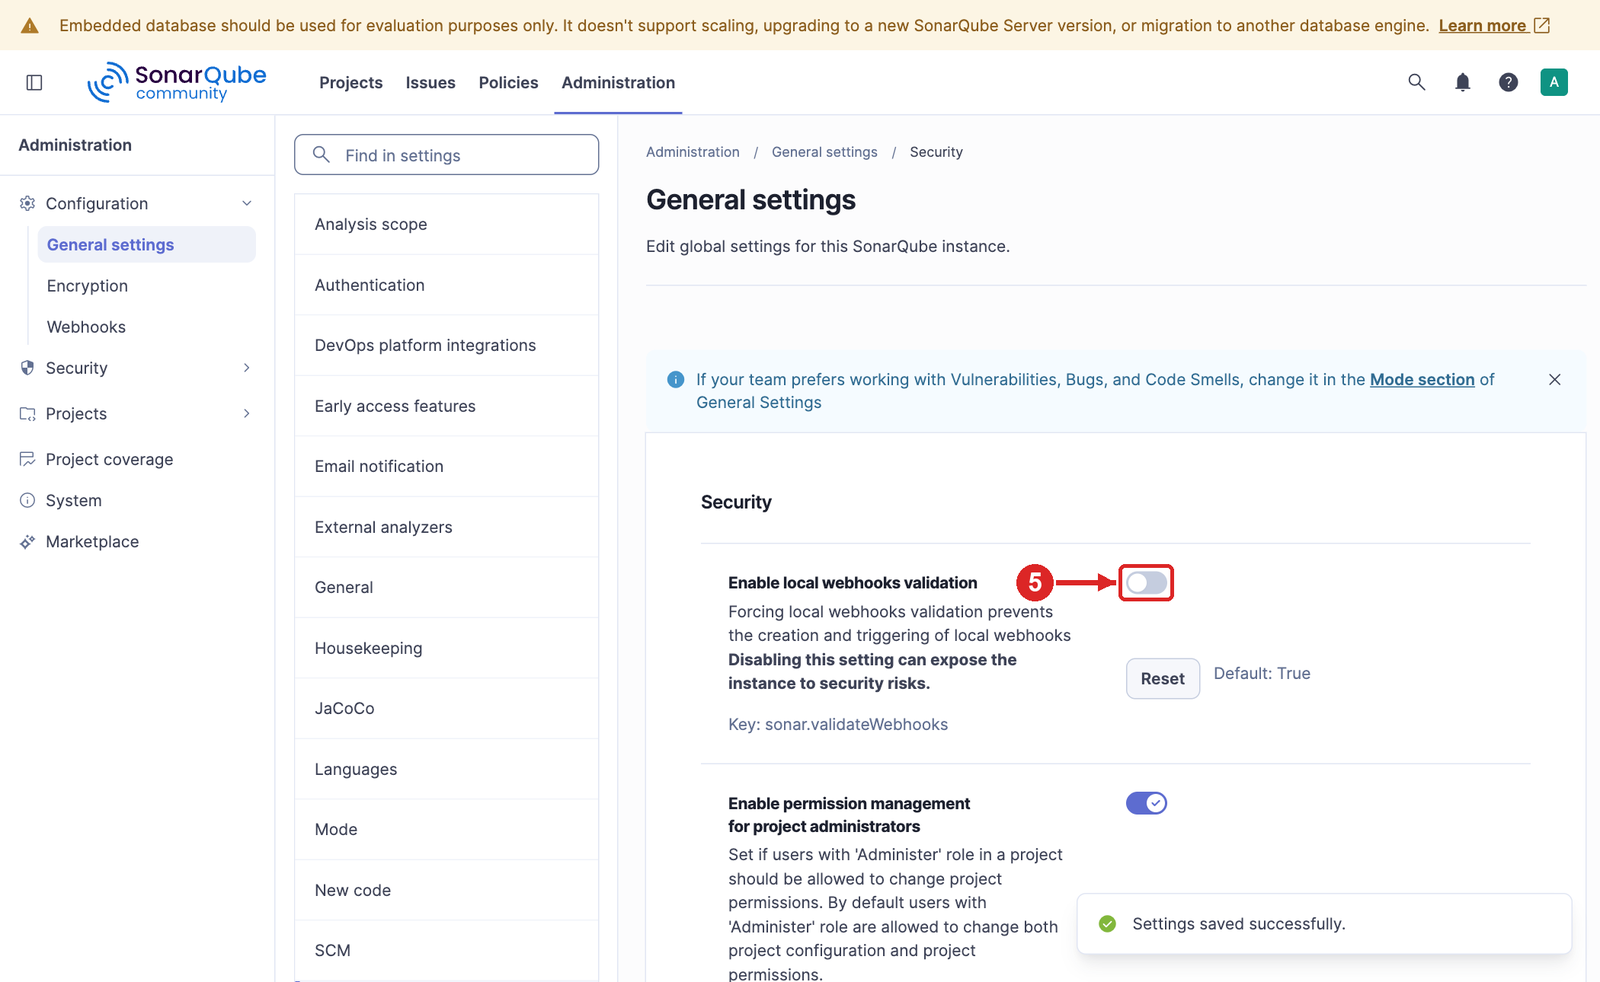 Embedded database should be used for evaluation purposes only. It doesn't support scaling, upgrading to a new SonarQube Server version, or migration to another database engine. Learn more
SonarQube
community
Projects
Issues
Policies
Administration
?
A
Administration
Configuration
General settings
Encryption
Webhooks
Security
Projects
Project coverage
System
Marketplace
Find in settings
Analysis scope
Authentication
DevOps platform integrations
Early access features
Email notification
External analyzers
General
Housekeeping
JaCoCo
Languages
Mode
New code
SCM
Administration / General settings / Security
General settings
Edit global settings for this SonarQube instance.
If your team prefers working with Vulnerabilities, Bugs, and Code Smells, change it in the Mode section of
General Settings
Security
Enable local webhooks validation
5
Forcing local webhooks validation prevents
the creation and triggering of local webhooks
Disabling this setting can expose the
instance to security risks.
Key: sonar.validateWebhooks
Reset
Default: True
Enable permission management
for project administrators
Set if users with 'Administer' role in a project
should be allowed to change project
permissions. By default users with
'Administer' role are allowed to change both
project configuration and project
permissions.
Settings saved successfully.